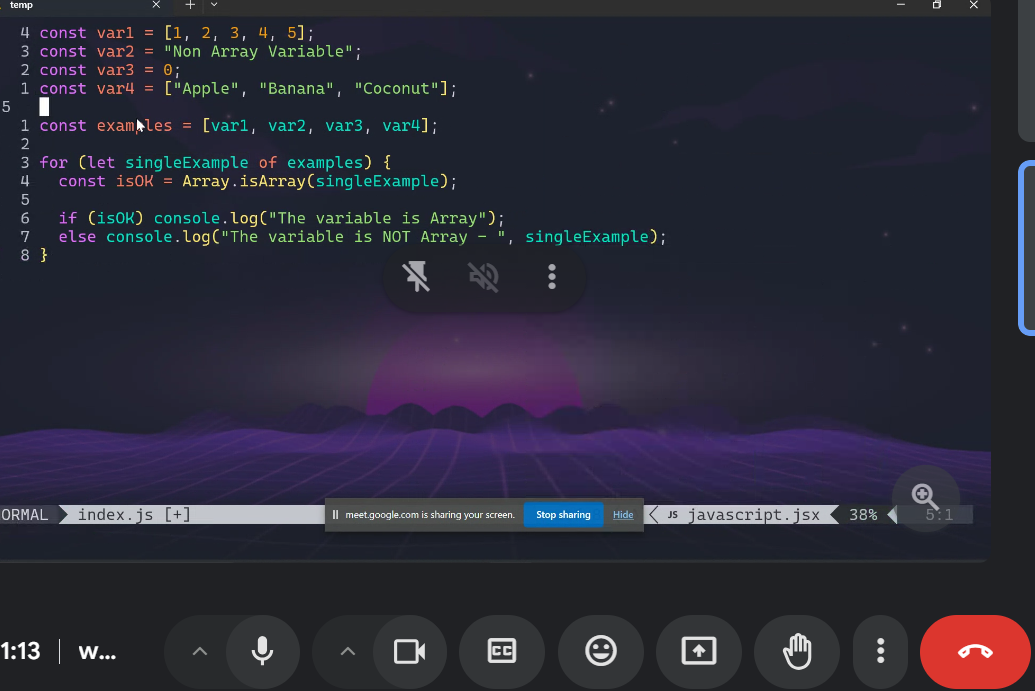 temp
4 const var1 = [1, 2, 3, 4, 5];
3 const var2 = "Non Array Variable";
2 const var3 = 0;
1 const var4 = ["Apple", "Banana", "Coconut"];
5
1 const examples = [var1, var2, var3, var4];
2
3 for (let singleExample of examples) {
4 const isOK = Array.isArray(singleExample);
5
6 if (isOK) console.log("The variable is Array");
7 else console.log("The variable is NOT Array - ", singleExample);
8 }
ORMAL index.js [+] meet.google.com is sharing your screen. Stop sharing Hide JS javascript.jsx 38% 5:1
1:13 w... CC